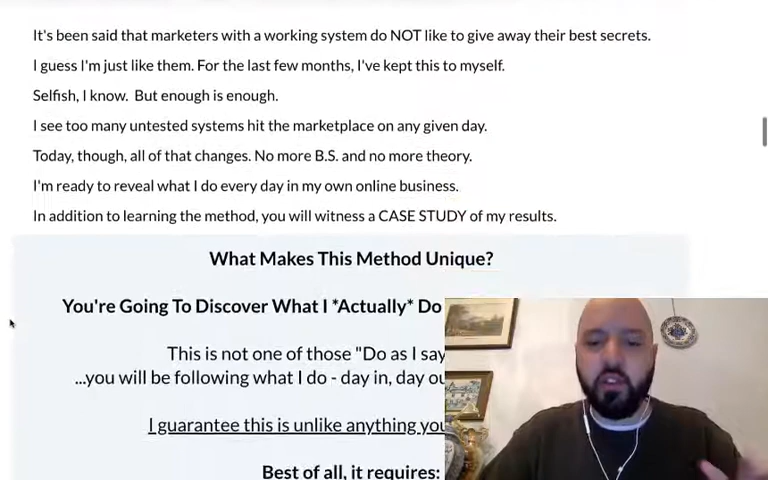 It's been said that marketers with a working system do NOT like to give away their best secrets.
I guess I'm just like them. For the last few months, I've kept this to myself.
Selfish, I know. But enough is enough.
I see too many untested systems hit the marketplace on any given day.
Today, though, all of that changes. No more B.S. and no more theory.
I'm ready to reveal what I do every day in my own online business.
In addition to learning the method, you will witness a CASE STUDY of my results.
What Makes This Method Unique?
You're Going To Discover What I *Actually* Do
This is not one of those "Do as I say
...you will be following what I do - day in, day
I guarantee this is unlike anything
Best of all, it requires: